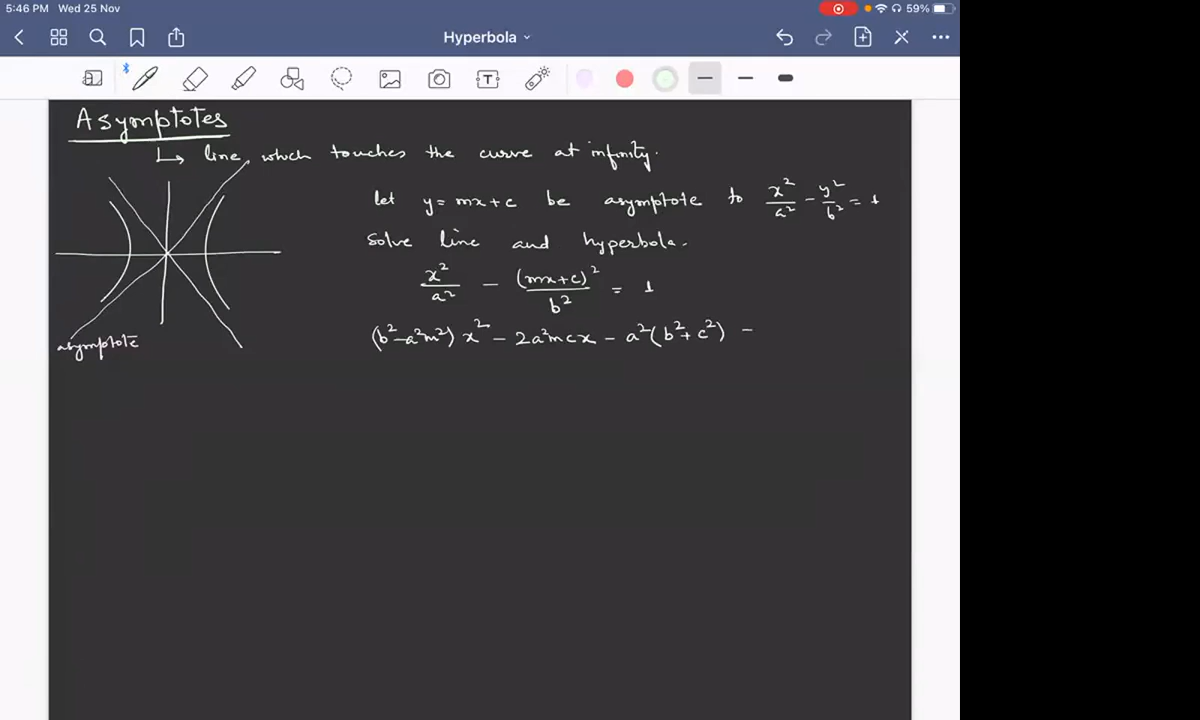 5:46 PM Wed 25 Nov 59%
Hyperbola
T
Asymptotes
↳ line, which touches the curve at infinity.
let y = mx + c be asymptote to x²/a² − y²/b² = 1
Solve line and hyperbola.
x²/a² − (mx+c)²/b² = 1
(b² − a²m²) x² − 2a²mcx − a²(b² + c²) =
asymptote